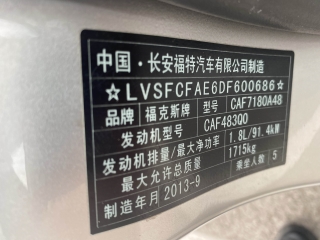 中国·长安福特汽车有限公司制造
☆LVSFCFAE6DF600686☆
品牌 福克斯牌 型号 CAF7180A48
发动机型号 CAF483Q0
发动机排量/最大净功率 1.8L/91.4kW
最大允许总质量 1715kg
制造年月 2013-9 乘坐人数 5